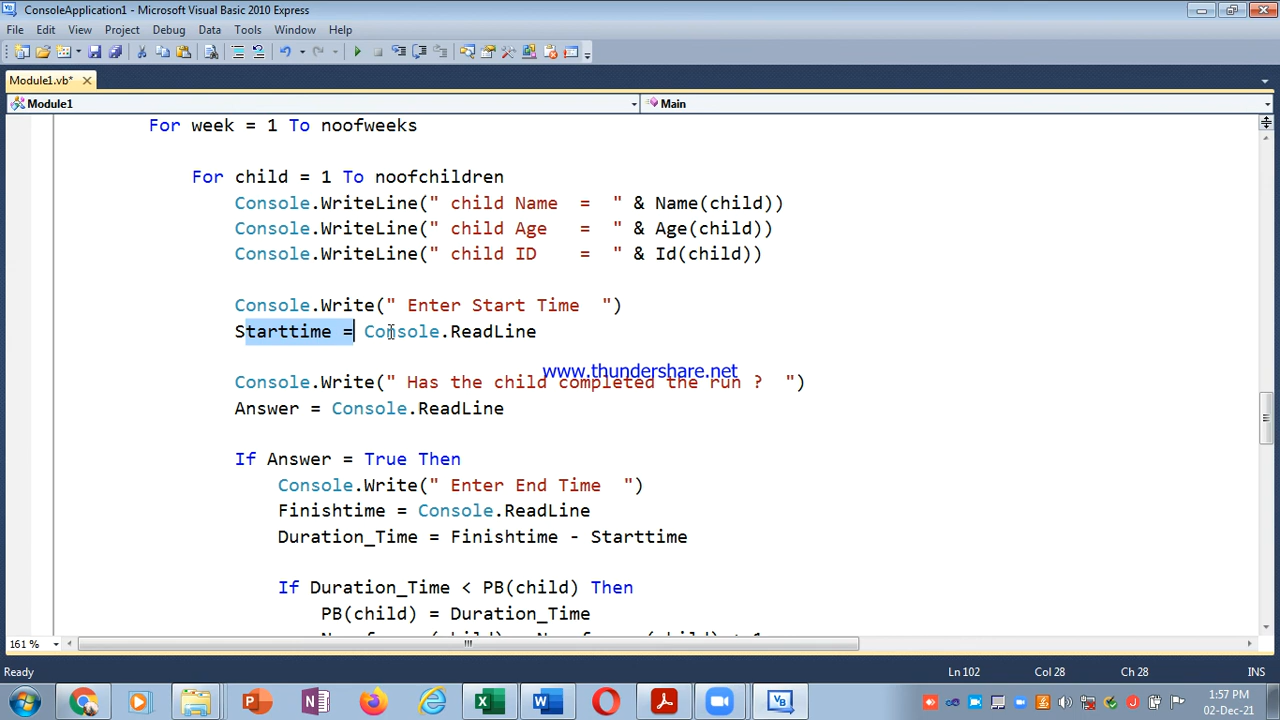 ConsoleApplication1 - Microsoft Visual Basic 2010 Express
File Edit View Project Debug Data Tools Window Help
Module1.vb*
Module1 Main
For week = 1 To noofweeks
For child = 1 To noofchildren
Console.WriteLine(" child Name = " & Name(child))
Console.WriteLine(" child Age = " & Age(child))
Console.WriteLine(" child ID = " & Id(child))
Console.Write(" Enter Start Time ")
Starttime = Console.ReadLine
www.thundershare.net
Console.Write(" Has the child completed the run ? ")
Answer = Console.ReadLine
If Answer = True Then
Console.Write(" Enter End Time ")
Finishtime = Console.ReadLine
Duration_Time = Finishtime - Starttime
If Duration_Time < PB(child) Then
PB(child) = Duration_Time
161 %
Ready Ln 102 Col 28 Ch 28 INS
1:57 PM
02-Dec-21